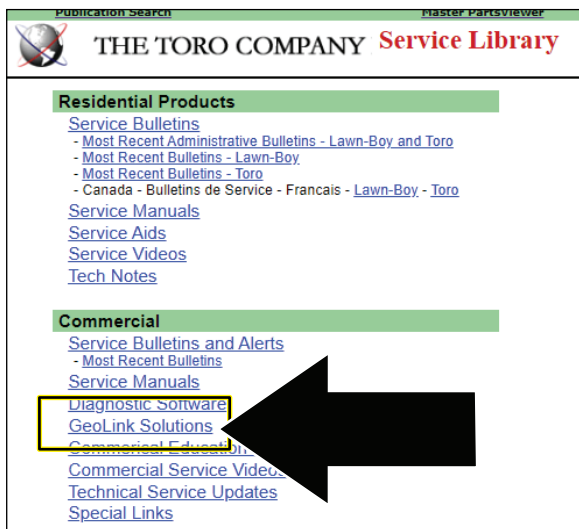 Publication Search Master PartsViewer
THE TORO COMPANY Service Library
Residential Products
Service Bulletins
- Most Recent Administrative Bulletins - Lawn-Boy and Toro
- Most Recent Bulletins - Lawn-Boy
- Most Recent Bulletins - Toro
- Canada - Bulletins de Service - Francais - Lawn-Boy - Toro
Service Manuals
Service Aids
Service Videos
Tech Notes
Commercial
Service Bulletins and Alerts
- Most Recent Bulletins
Service Manuals
Diagnostic Software
GeoLink Solutions
Commerical Education
Commercial Service Videos
Technical Service Updates
Special Links